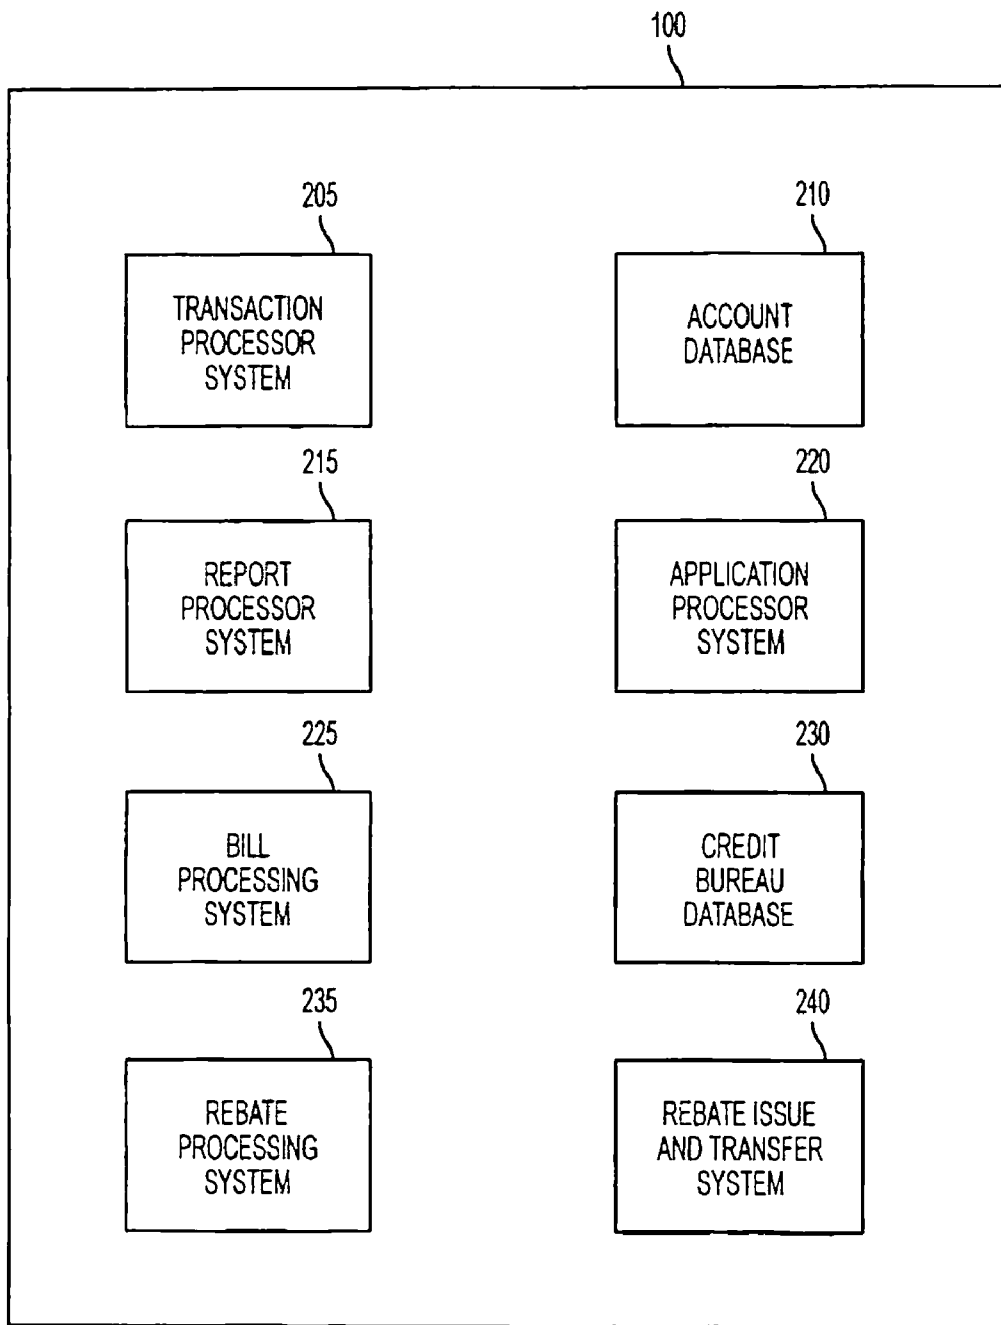 100
205
TRANSACTION
PROCESSOR
SYSTEM
210
ACCOUNT
DATABASE
215
REPORT
PROCESSOR
SYSTEM
220
APPLICATION
PROCESSOR
SYSTEM
225
BILL
PROCESSING
SYSTEM
230
CREDIT
BUREAU
DATABASE
235
REBATE
PROCESSING
SYSTEM
240
REBATE ISSUE
AND TRANSFER
SYSTEM